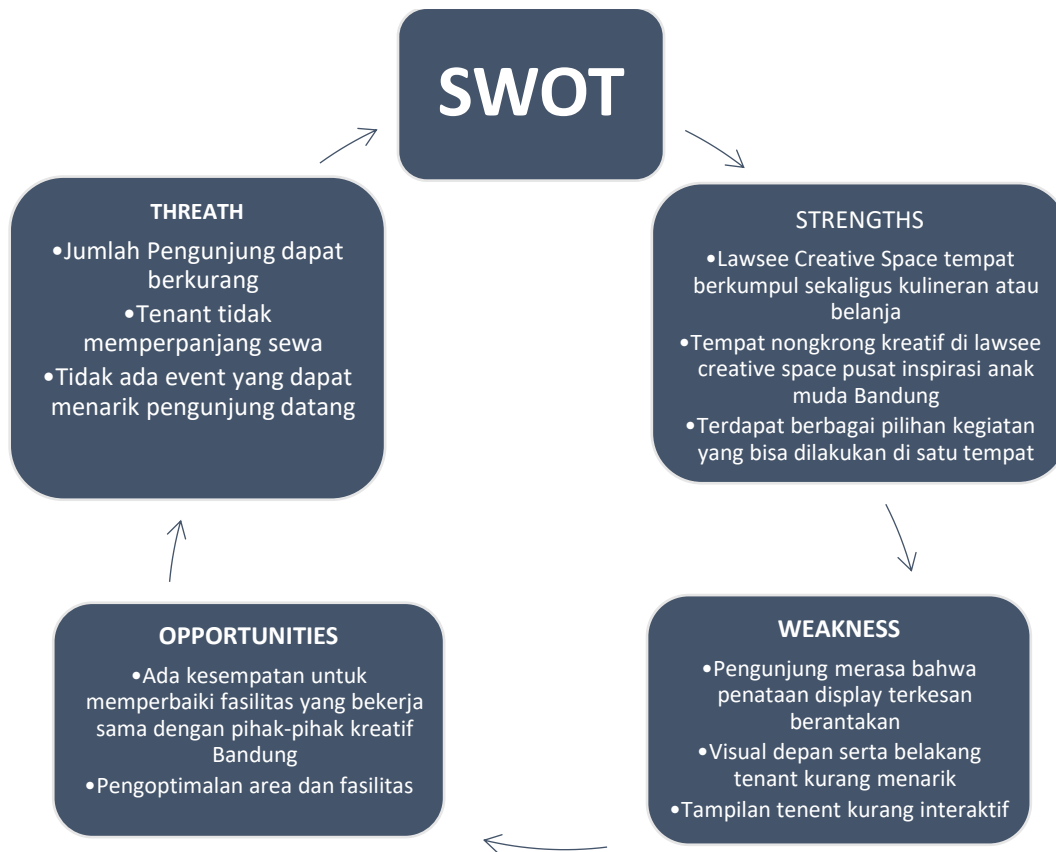 SWOT
STRENGTHS
•Lawsee Creative Space tempat
berkumpul sekaligus kulineran atau
belanja
•Tempat nongkrong kreatif di lawsee
creative space pusat inspirasi anak
muda Bandung
•Terdapat berbagai pilihan kegiatan
yang bisa dilakukan di satu tempat
WEAKNESS
•Pengunjung merasa bahwa
penataan display terkesan
berantakan
•Visual depan serta belakang
tenant kurang menarik
•Tampilan tenent kurang interaktif
OPPORTUNITIES
•Ada kesempatan untuk
memperbaiki fasilitas yang bekerja
sama dengan pihak-pihak kreatif
Bandung
•Pengoptimalan area dan fasilitas
THREATH
•Jumlah Pengunjung dapat
berkurang
•Tenant tidak
memperpanjang sewa
•Tidak ada event yang dapat
menarik pengunjung datang